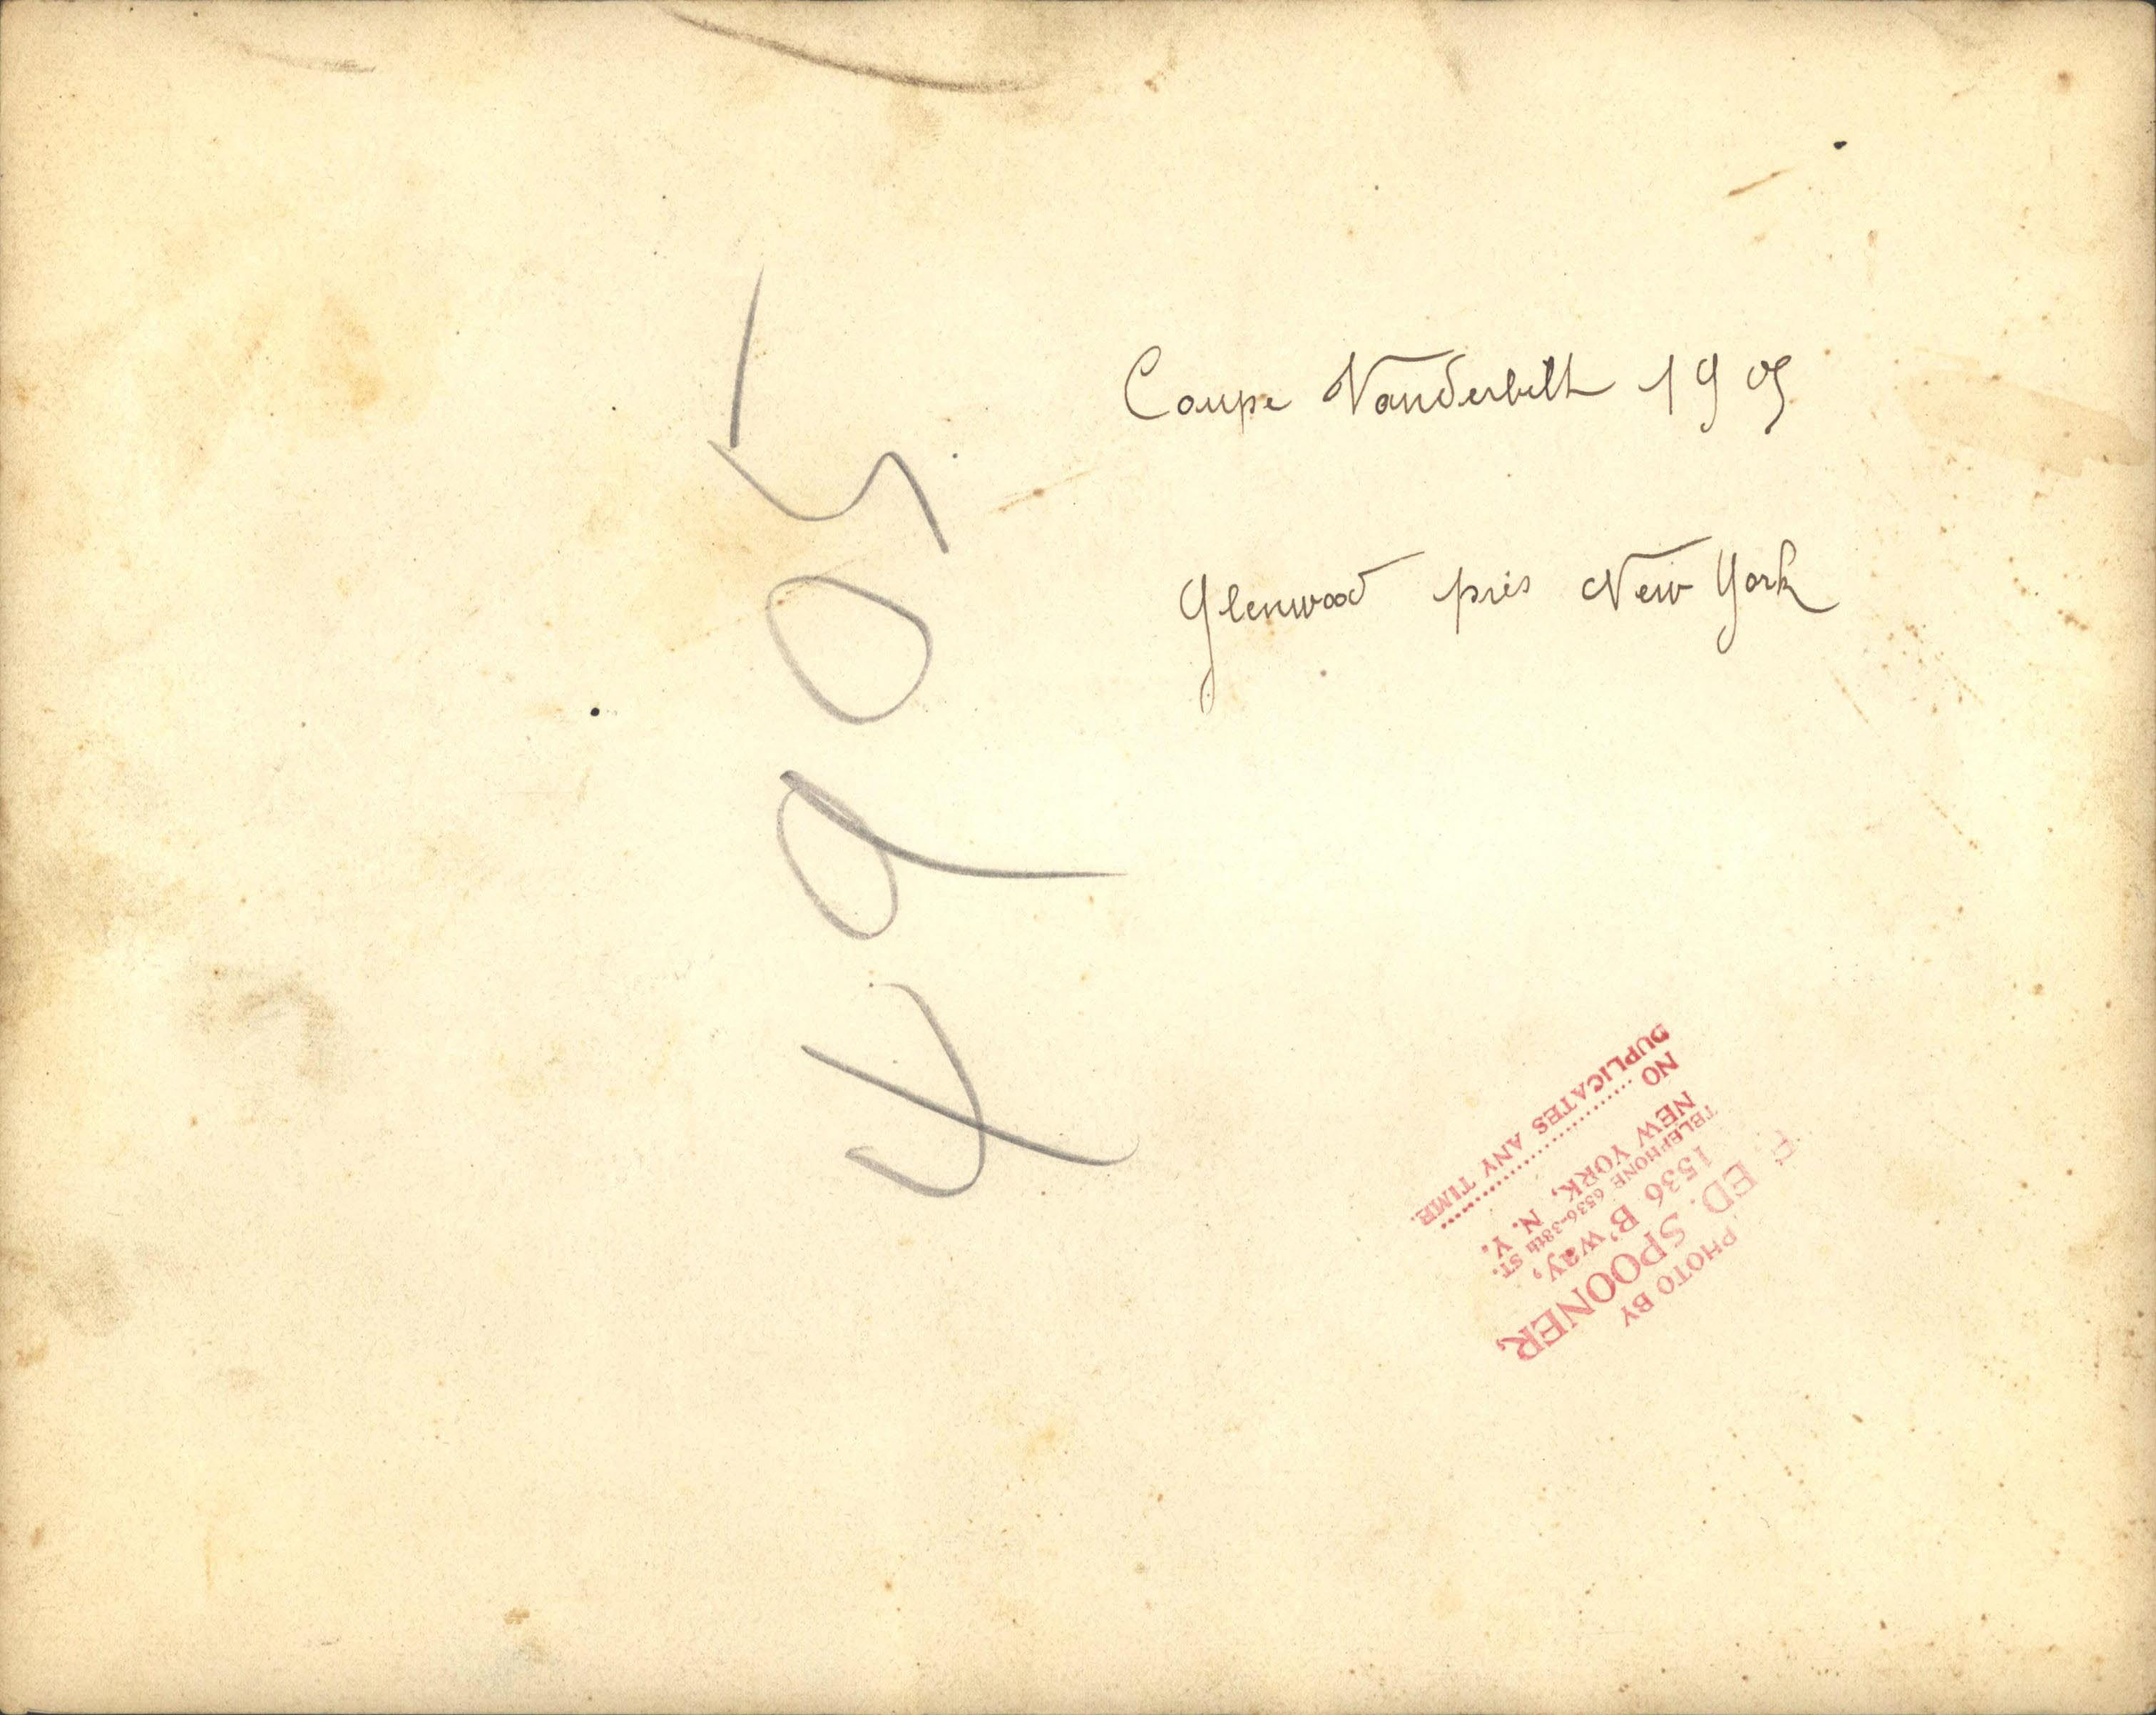 Coupe Vanderbilt 1905
Glenwood près New York
X905
PHOTO BY
F. ED. SPOONER,
1536 B'way,
TELEPHONE 6536-38th ST.
NEW YORK, N. Y.
NO
DUPLICATES ANY TIME.